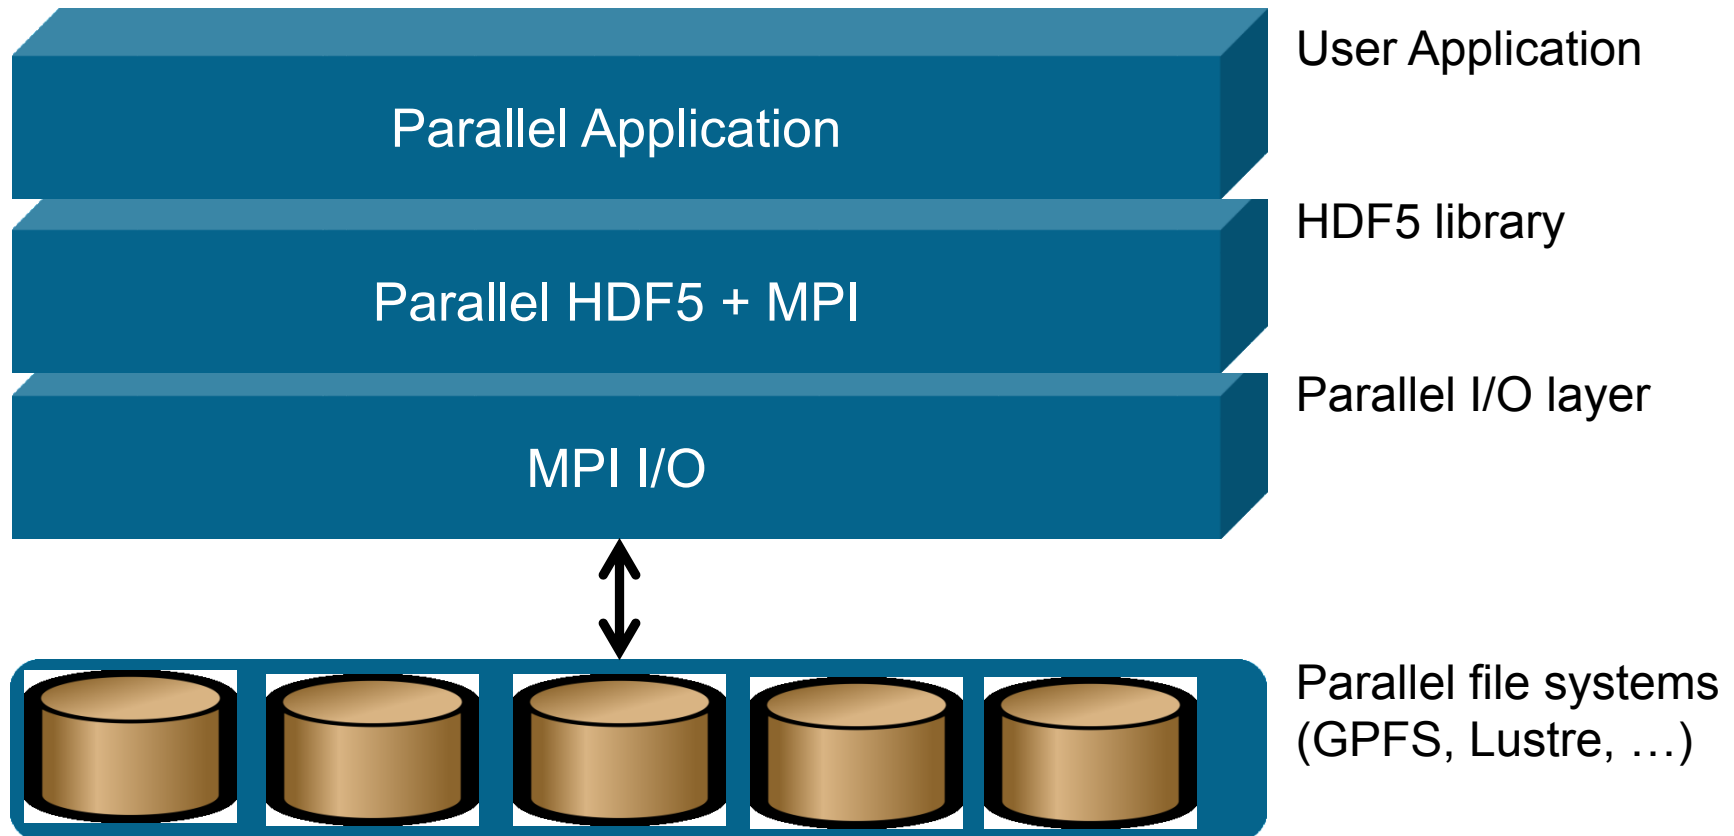 User Application
Parallel Application
HDF5 library
Parallel HDF5 + MPI
Parallel I/O layer
MPI I/O
Parallel file systems
(GPFS, Lustre, …)